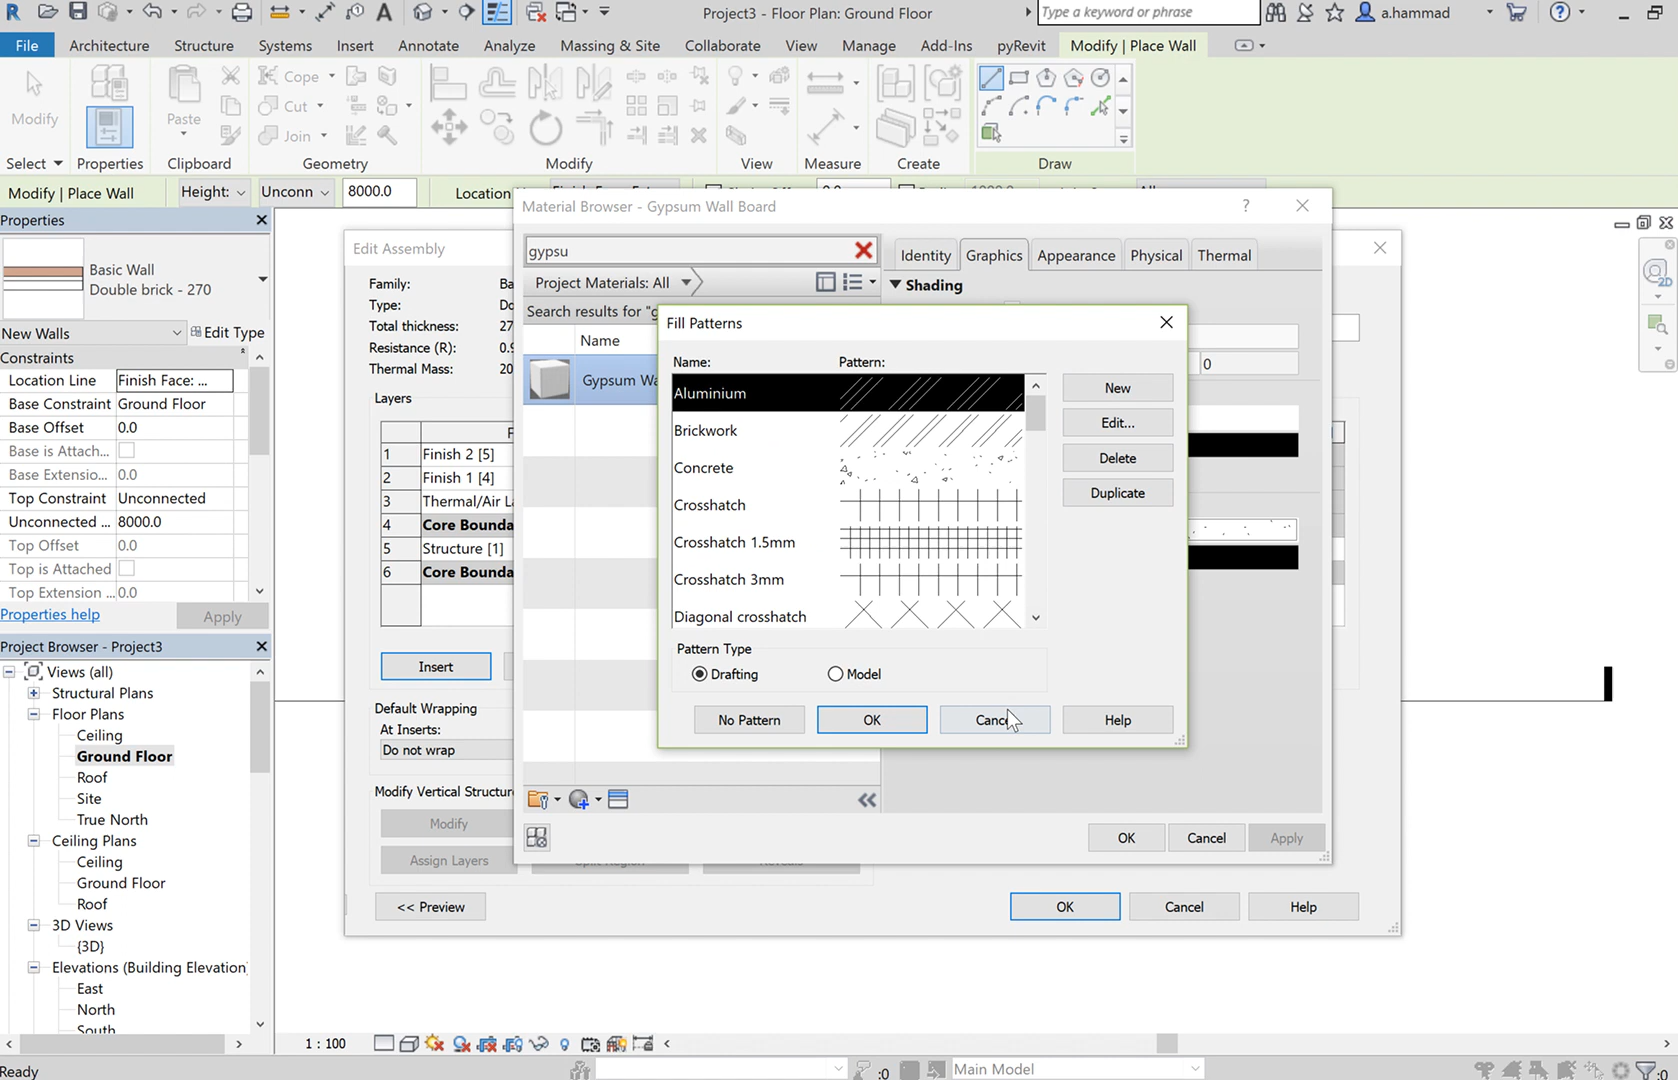 Project3 - Floor Plan: Ground Floor
Type a keyword or phrase
a.hammad
File Architecture Structure Systems Insert Annotate Analyze Massing & Site Collaborate View Manage Add-Ins pyRevit Modify | Place Wall
Modify
Paste
Cope
Cut
Join
Select Properties Clipboard Geometry Modify View Measure Create Draw
Modify | Place Wall
Height:
Unconn
8000.0
Location
Properties
Basic Wall
Double brick - 270
New Walls
Edit Type
Constraints
Location Line Finish Face: ...
Base Constraint Ground Floor
Base Offset 0.0
Base is Attach...
Base Extensio... 0.0
Top Constraint Unconnected
Unconnected ... 8000.0
Top Offset 0.0
Top is Attached
Top Extension ... 0.0
Properties help
Apply
Project Browser - Project3
Views (all)
Structural Plans
Floor Plans
Ceiling
Ground Floor
Roof
Site
True North
Ceiling Plans
Ceiling
Ground Floor
Roof
3D Views
{3D}
Elevations (Building Elevation)
East
North
South
Edit Assembly
Family:
Type:
Total thickness:
Resistance (R):
Thermal Mass:
Layers
1 Finish 2 [5]
2 Finish 1 [4]
3 Thermal/Air La
4 Core Bounda
5 Structure [1]
6 Core Bounda
Insert
Default Wrapping
At Inserts:
Do not wrap
Modify Vertical Structure
Modify
Assign Layers
<< Preview
OK
Cancel
Help
Material Browser - Gypsum Wall Board
?
gypsu
Project Materials: All
Search results for "g
Name
Gypsum Wa
Identity Graphics Appearance Physical Thermal
Shading
0
OK
Cancel
Apply
Fill Patterns
Name: Pattern:
Aluminium
Brickwork
Concrete
Crosshatch
Crosshatch 1.5mm
Crosshatch 3mm
Diagonal crosshatch
New
Edit...
Delete
Duplicate
Pattern Type
Drafting
Model
No Pattern
OK
Cancel
Help
1 : 100
Ready
:0
Main Model
:0